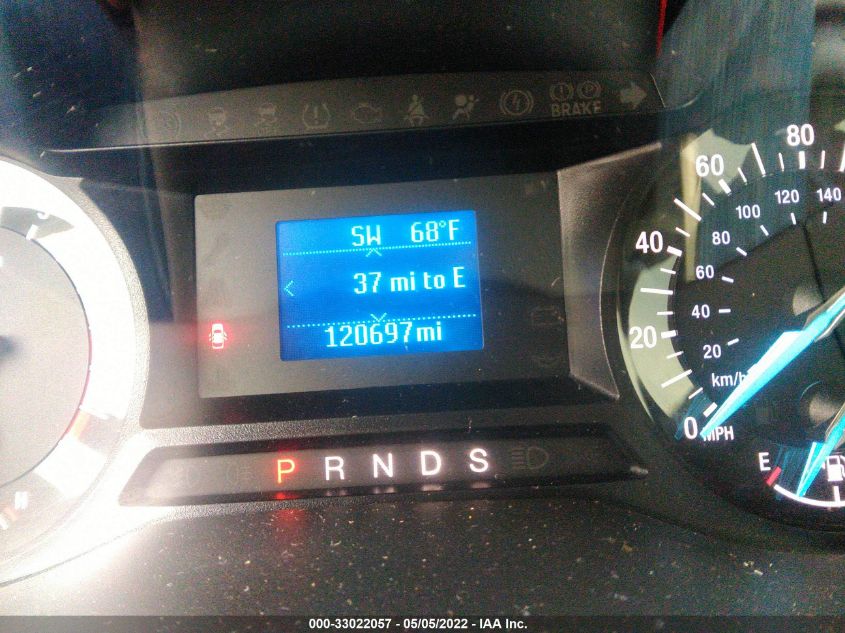 BRAKE
SW 68°F
37 mi to E
120697mi
P R N D S
0 20 40 60 80
20 40 60 80 100 120 140
km/h
MPH
E
000-33022057 - 05/05/2022 - IAA Inc.